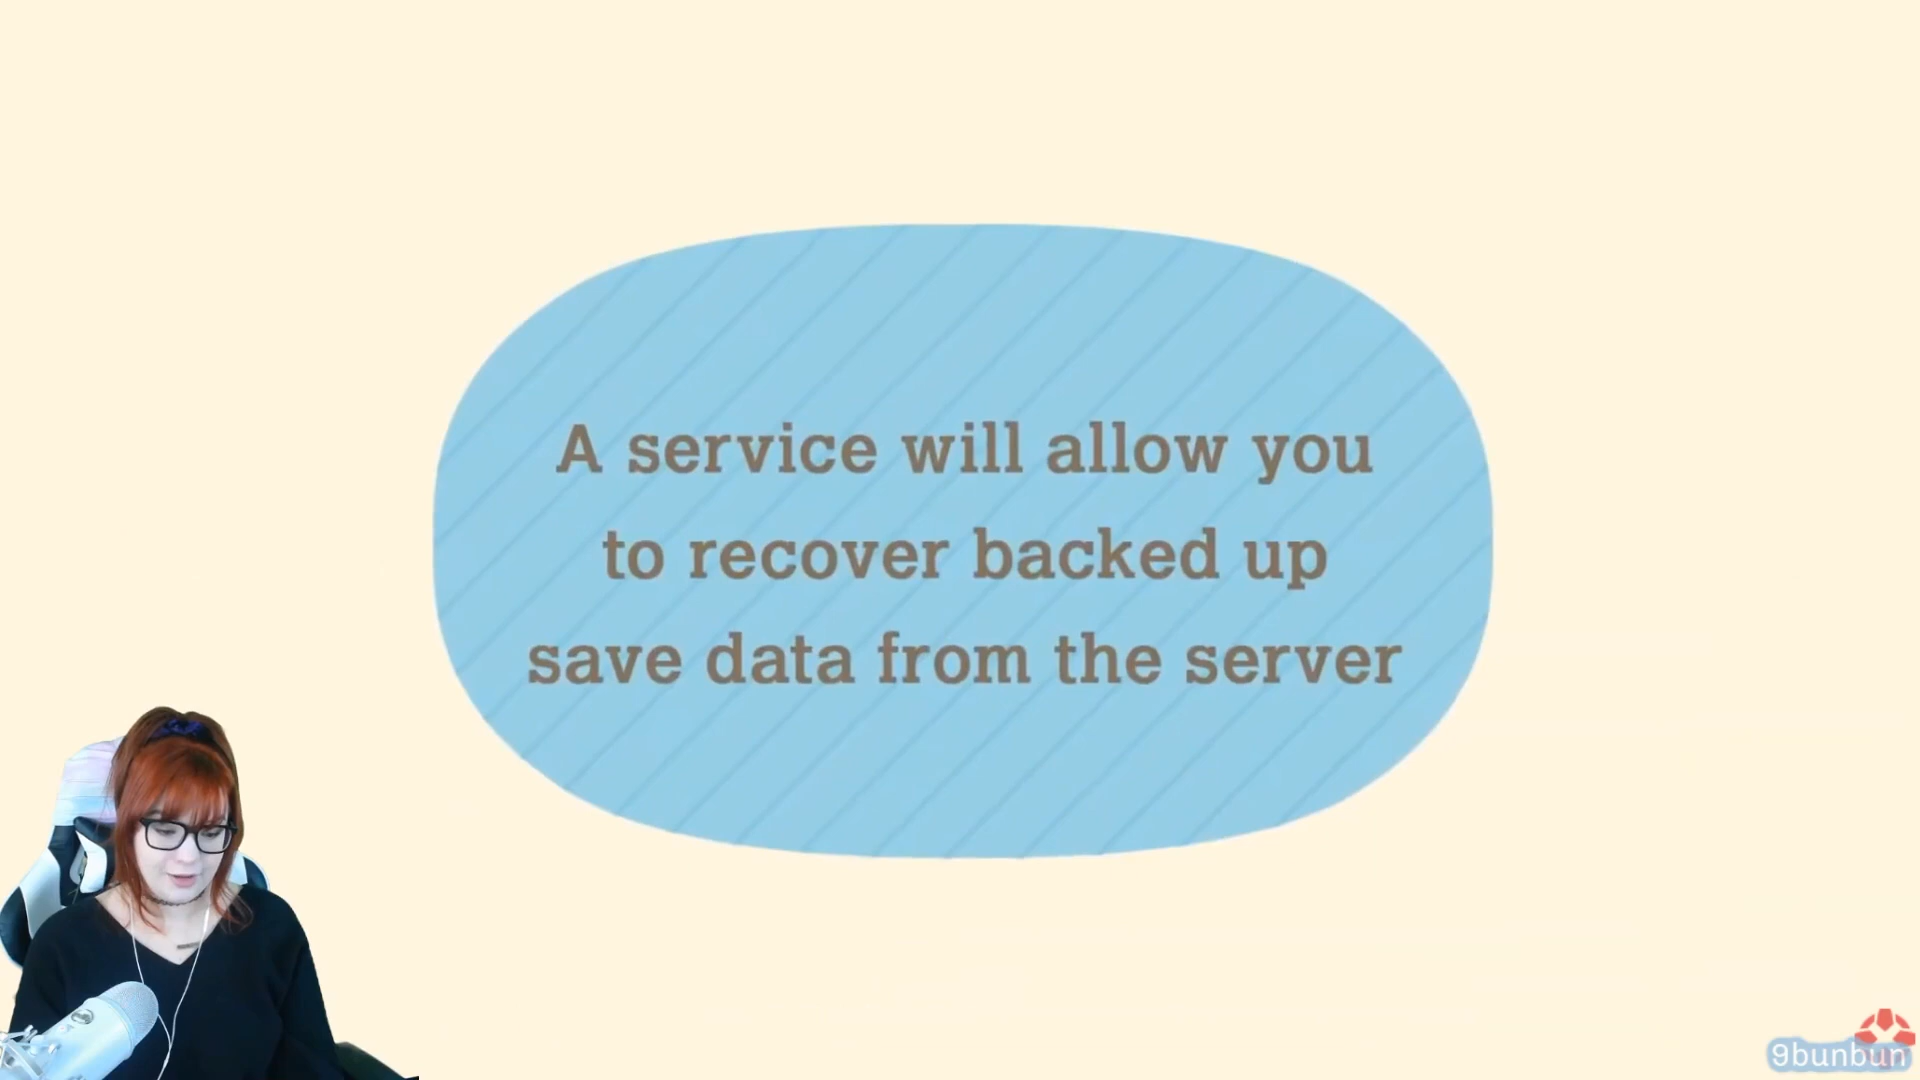 A service will allow you
to recover backed up
save data from the server
9bunbun